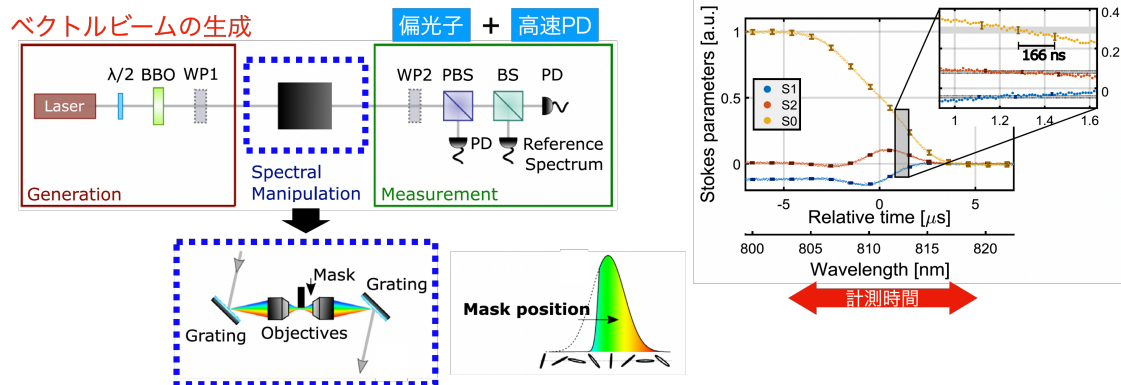 ベクトルビームの生成
偏光子 + 高速PD
λ/2 BBO WP1
Laser
Generation
Spectral
Manipulation
WP2 PBS BS PD
PD
Reference
Spectrum
Measurement
Mask
Grating
Grating
Objectives
Mask position
Stokes parameters [a.u.]
1
0.5
0
S1
S2
S0
166 ns
0.4
0.2
0
1 1.2 1.4 1.6
-5 0 5
Relative time [μs]
800 805 810 815 820
Wavelength [nm]
計測時間